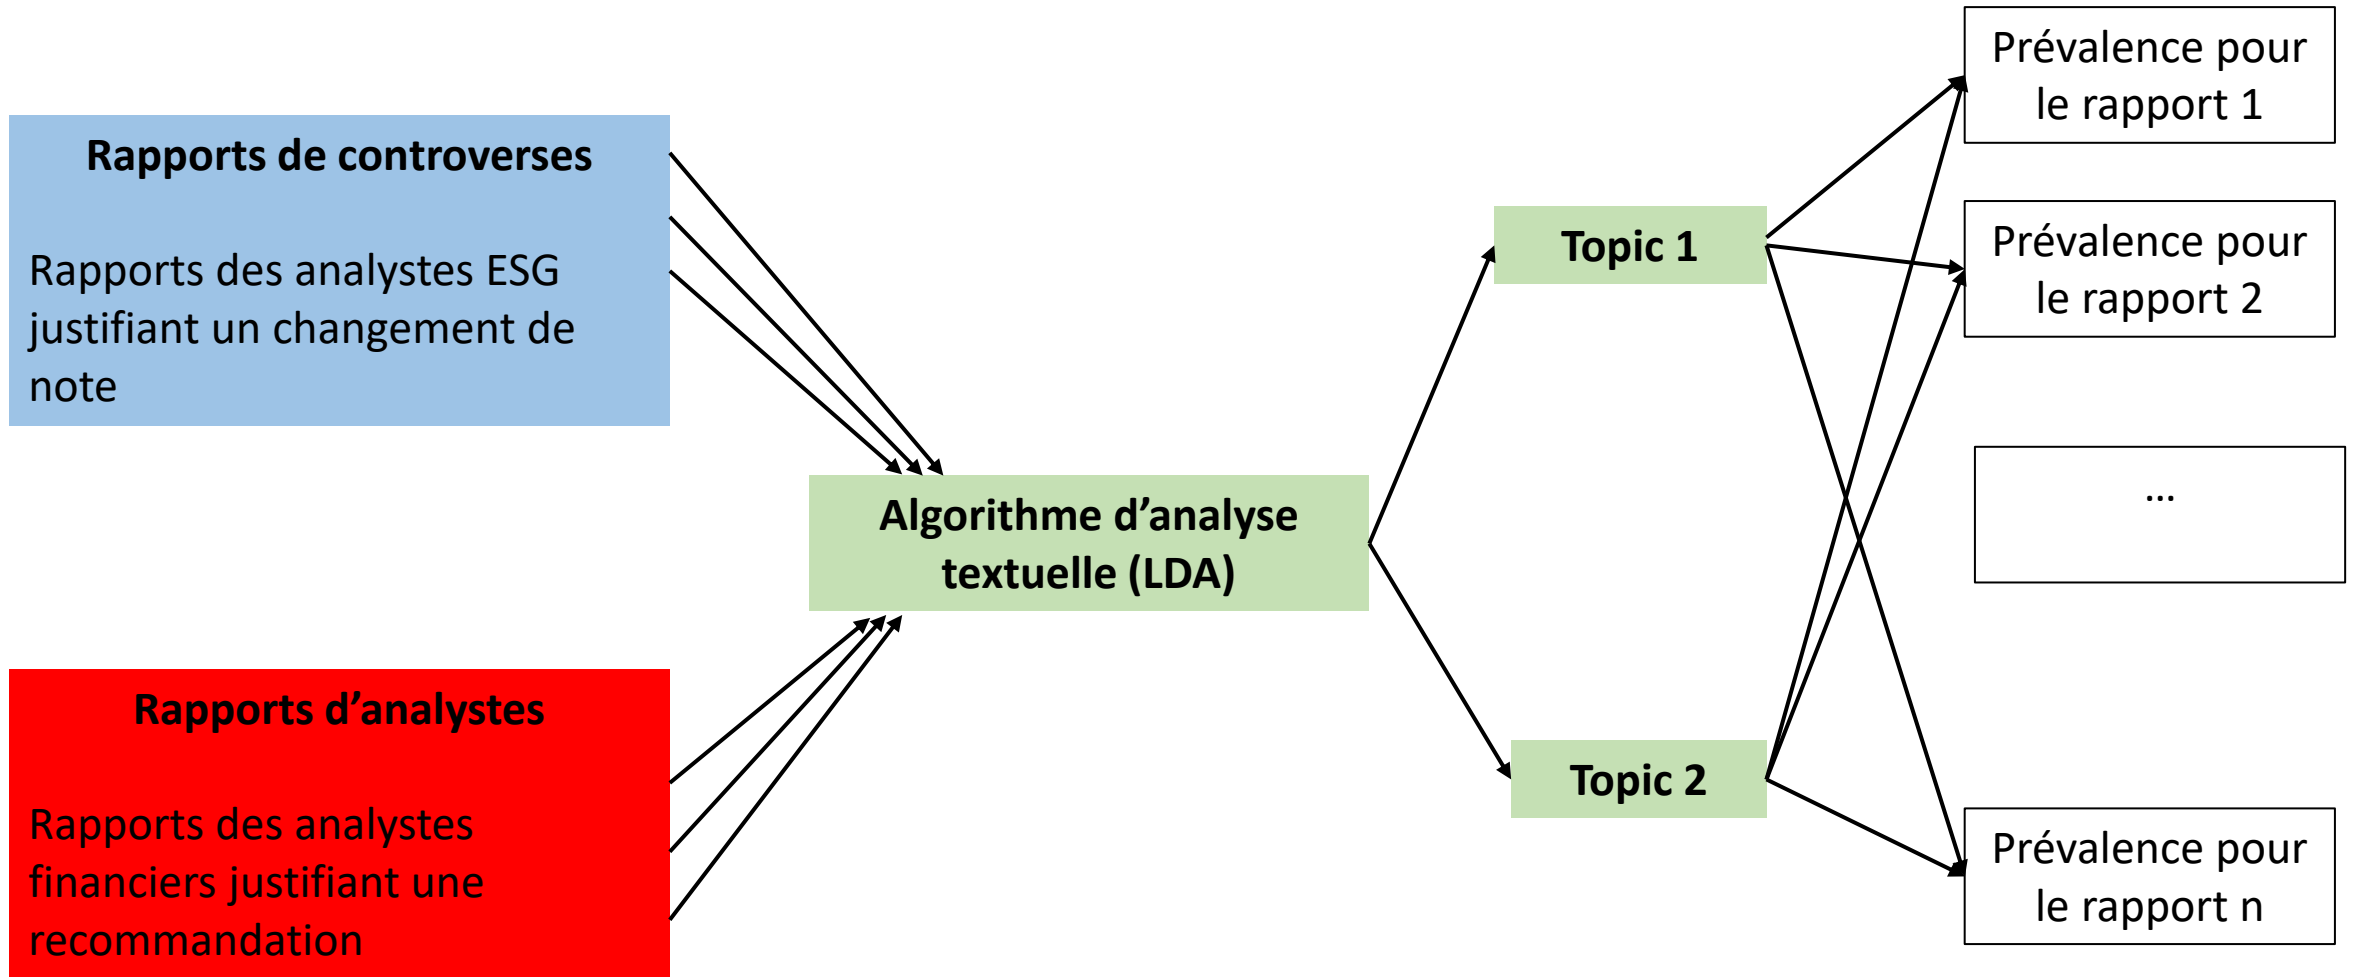 Rapports de controverses
Rapports des analystes ESG
justifiant un changement de
note
Rapports d’analystes
Rapports des analystes
financiers justifiant une
recommandation
Algorithme d’analyse
textuelle (LDA)
Topic 1
Topic 2
Prévalence pour
le rapport 1
Prévalence pour
le rapport 2
...
Prévalence pour
le rapport n